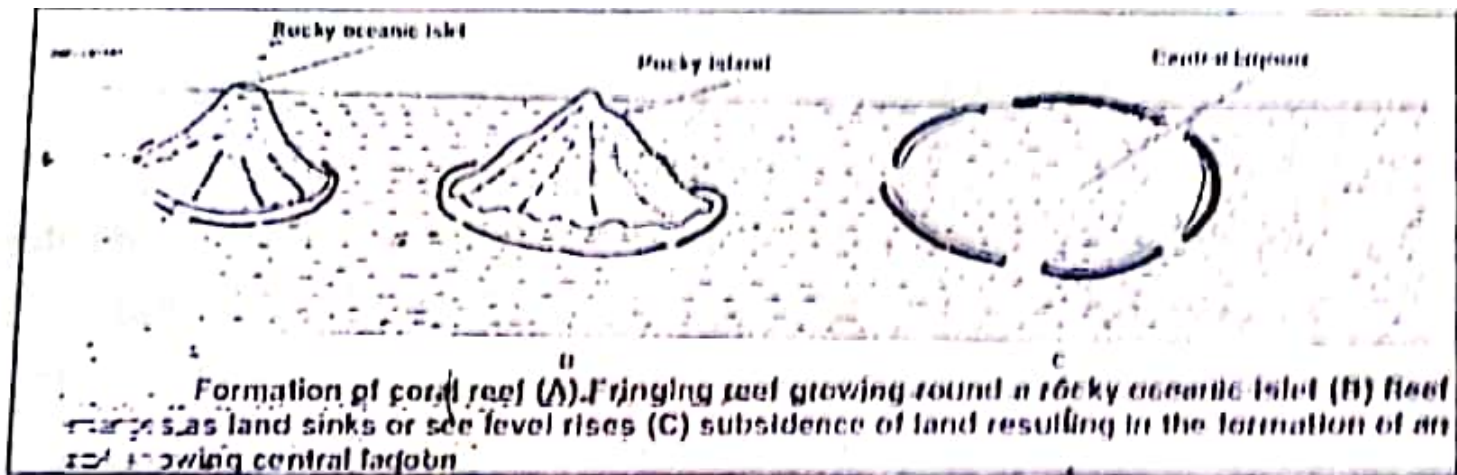 Rocky oceanic islet
Rocky island
Central lagoon
B
C
Formation of coral reef (A) Fringing reef growing round a rocky oceanic islet (B) Reef
as land sinks or see level rises (C) subsidence of land resulting in the formation of an
central lagoon